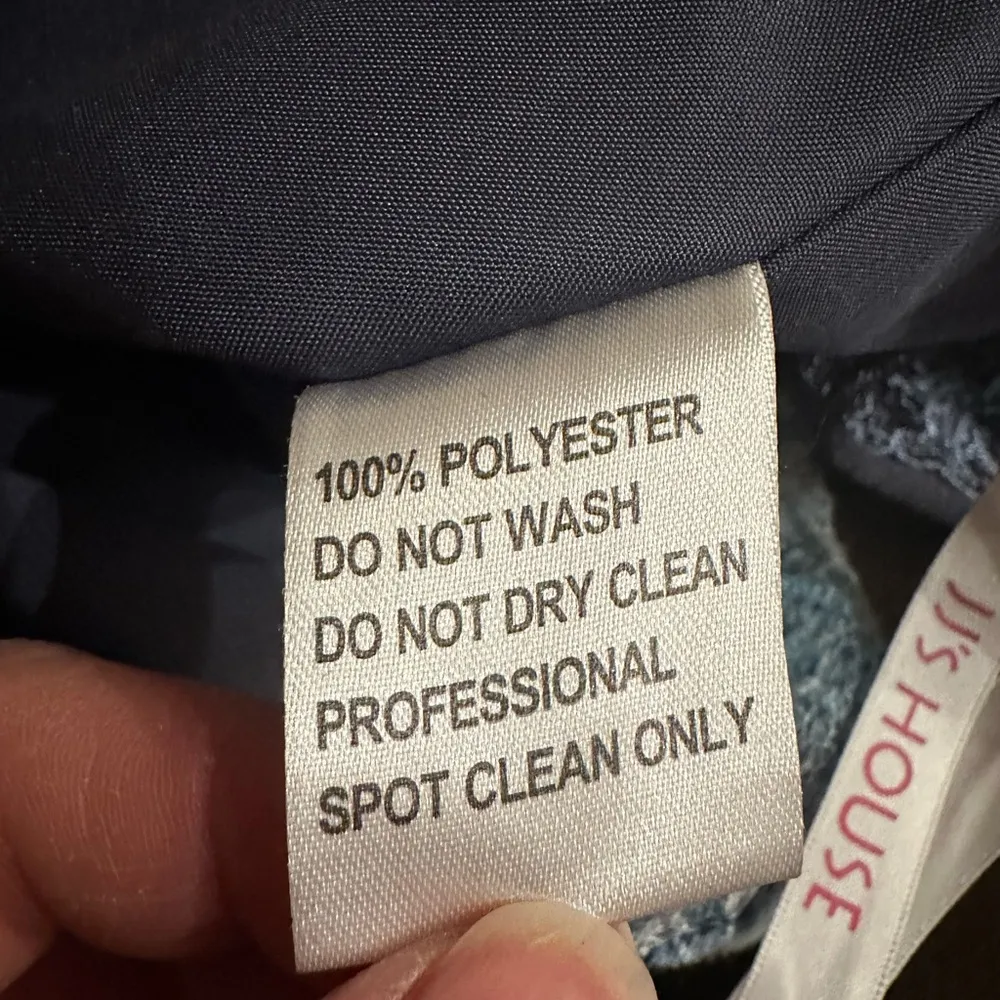 100% POLYESTER
DO NOT WASH
DO NOT DRY CLEAN
PROFESSIONAL
SPOT CLEAN ONLY
JJ's HOUSE